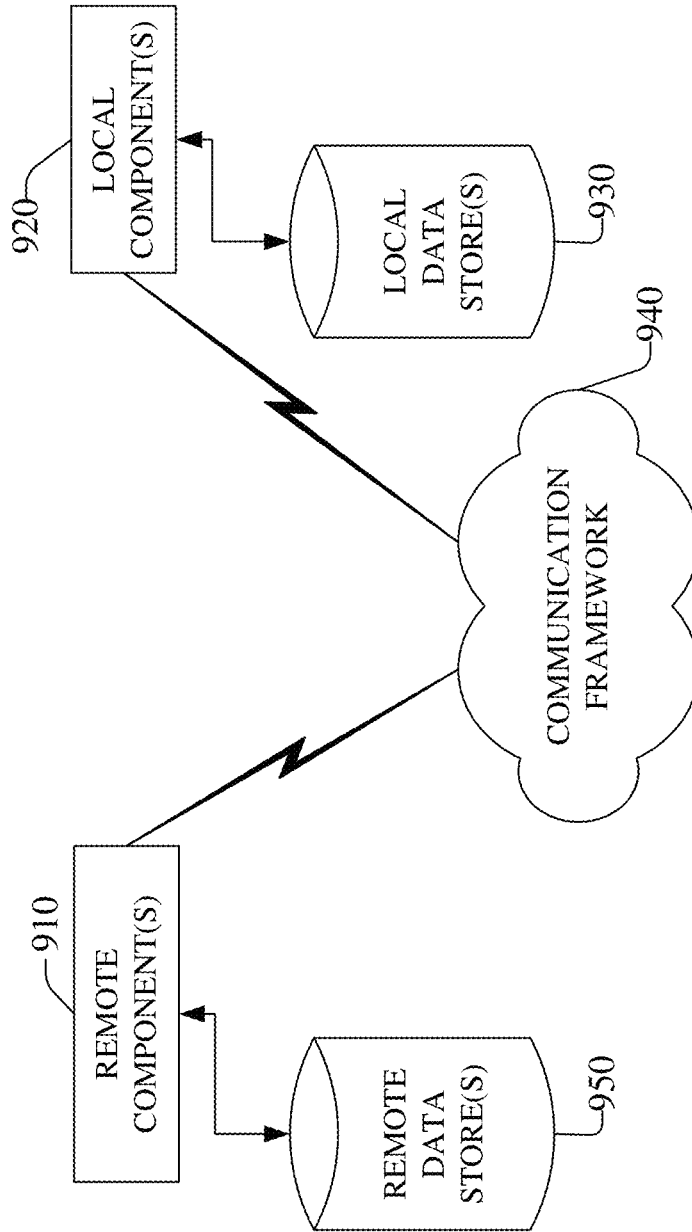 910
REMOTE
COMPONENT(S)
920
LOCAL
COMPONENT(S)
REMOTE
DATA
STORE(S)
950
LOCAL
DATA
STORE(S)
930
COMMUNICATION
FRAMEWORK
940